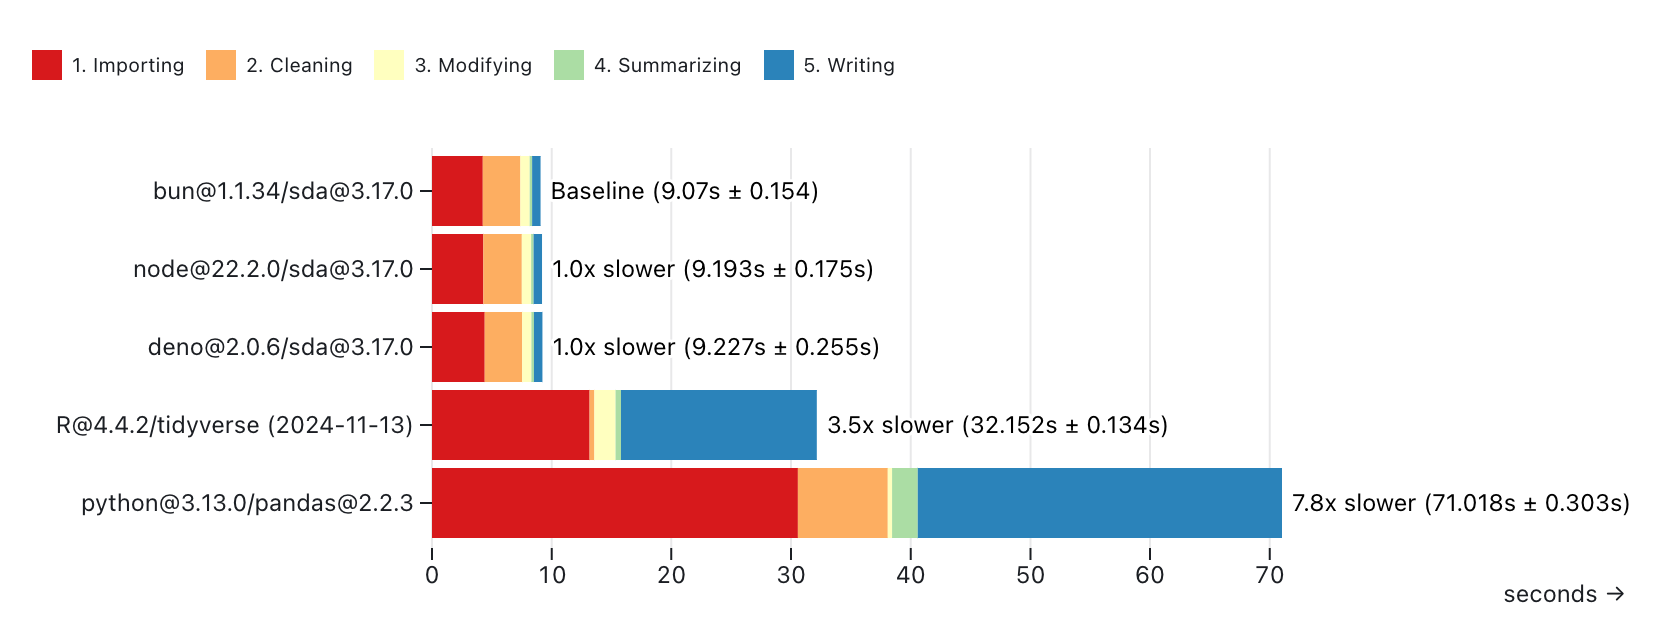 1. Importing 2. Cleaning 3. Modifying 4. Summarizing 5. Writing
bun@1.1.34/sda@3.17.0 Baseline (9.07s ± 0.154)
node@22.2.0/sda@3.17.0 1.0x slower (9.193s ± 0.175s)
deno@2.0.6/sda@3.17.0 1.0x slower (9.227s ± 0.255s)
R@4.4.2/tidyverse (2024-11-13) 3.5x slower (32.152s ± 0.134s)
python@3.13.0/pandas@2.2.3 7.8x slower (71.018s ± 0.303s)
0 10 20 30 40 50 60 70
seconds →